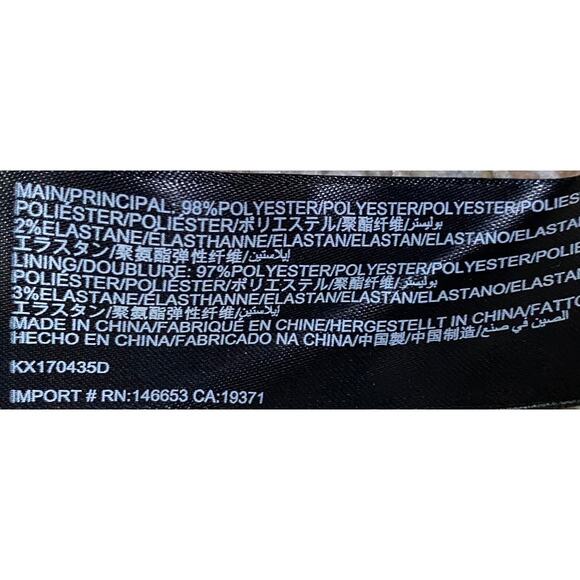 MAIN/PRINCIPAL: 98%POLYESTER/POLYESTER/POLYESTER/POLIES
POLIÉSTER/POLIÉSTER/ポリエステル/聚酯纤维/بوليستر
2%ELASTANE/ELASTHANNE/ELASTAN/ELASTAN/ELASTANO/ELASTAN
エラスタン/聚氨酯弹性纤维/إيلاستين
LINING/DOUBLURE: 97%POLYESTER/POLYESTER/POLYESTER/POLIES
POLIÉSTER/POLIÉSTER/ポリエステル/聚酯纤维/بوليستر
3%ELASTANE/ELASTHANNE/ELASTAN/ELASTAN/ELASTANO/ELASTAN
エラスタン/聚氨酯弹性纤维/إيلاستين
MADE IN CHINA/FABRIQUÉ EN CHINE/HERGESTELLT IN CHINA/FATTO
HECHO EN CHINA/FABRICADO NA CHINA/中国製/中国制造/الصين في صنع
KX170435D
IMPORT # RN:146653 CA:19371